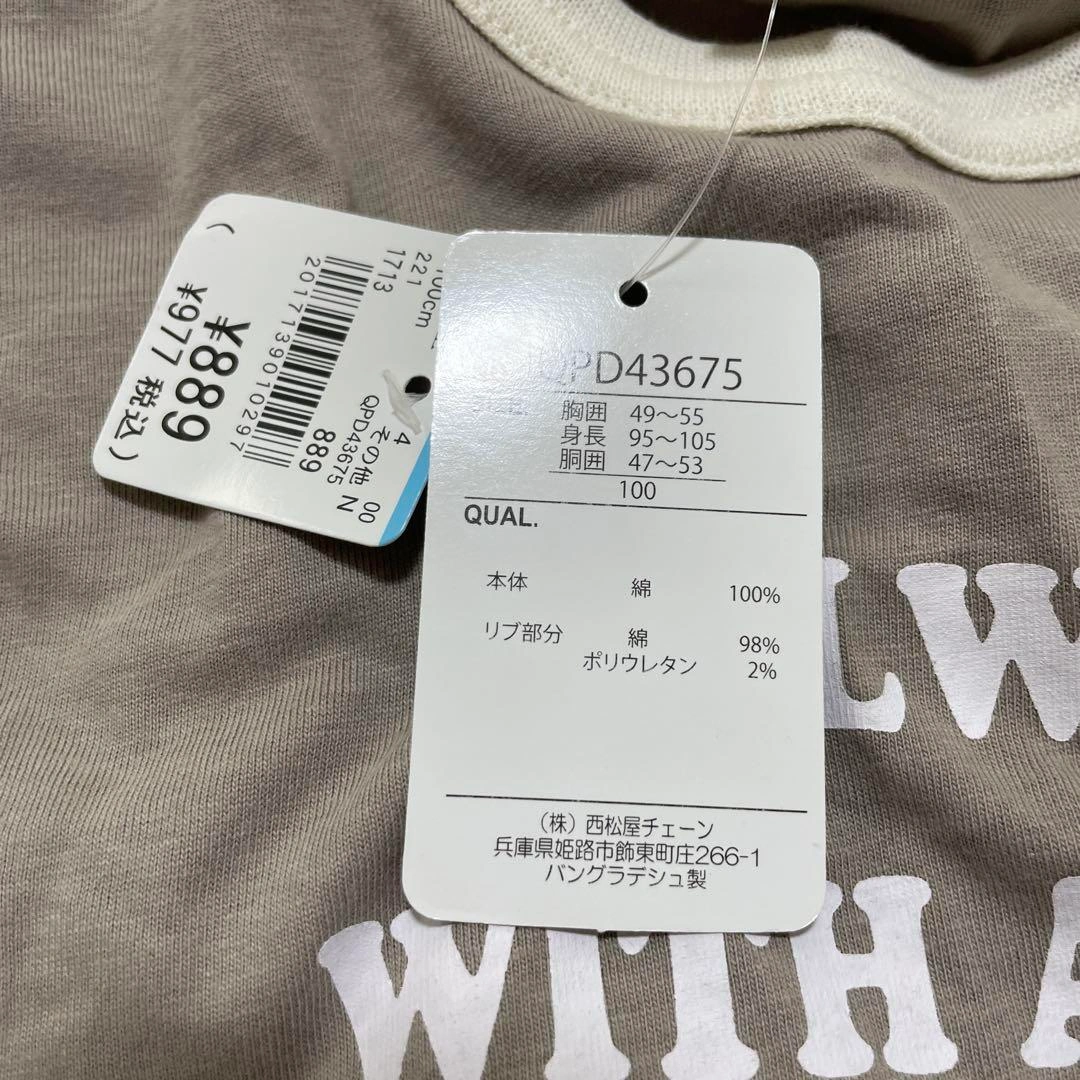 QPD43675
胸囲 49～55
身長 95～105
胴囲 47～53
100
QUAL.
本体 綿 100%
リブ部分 綿 98%
ポリウレタン 2%
（株）西松屋チェーン
兵庫県姫路市飾東町庄266-1
バングラデシュ製
100cm
221
1713
2017139010297
00
N
QPD43675
4 その他
889
¥889
(¥977 税込)
LW
WITH A